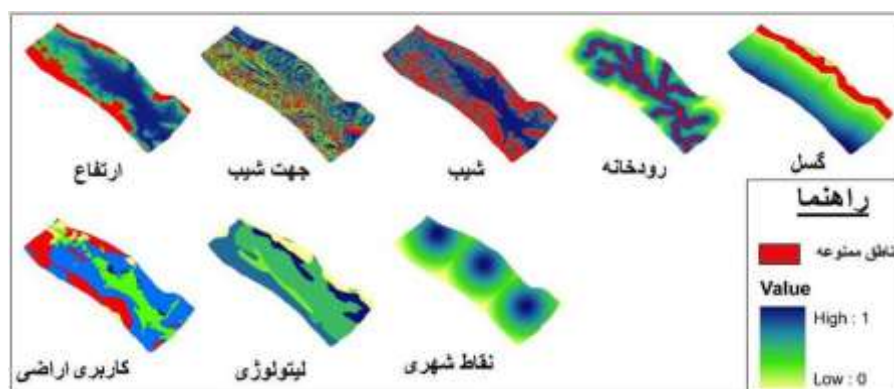 ارتفاع
جهت شیب
شیب
رودخانه
گسل
کاربری اراضی
لیتولوژی
نقاط شهری
راهنما
ناطق ممنوعه
Value
High : 1
Low : 0